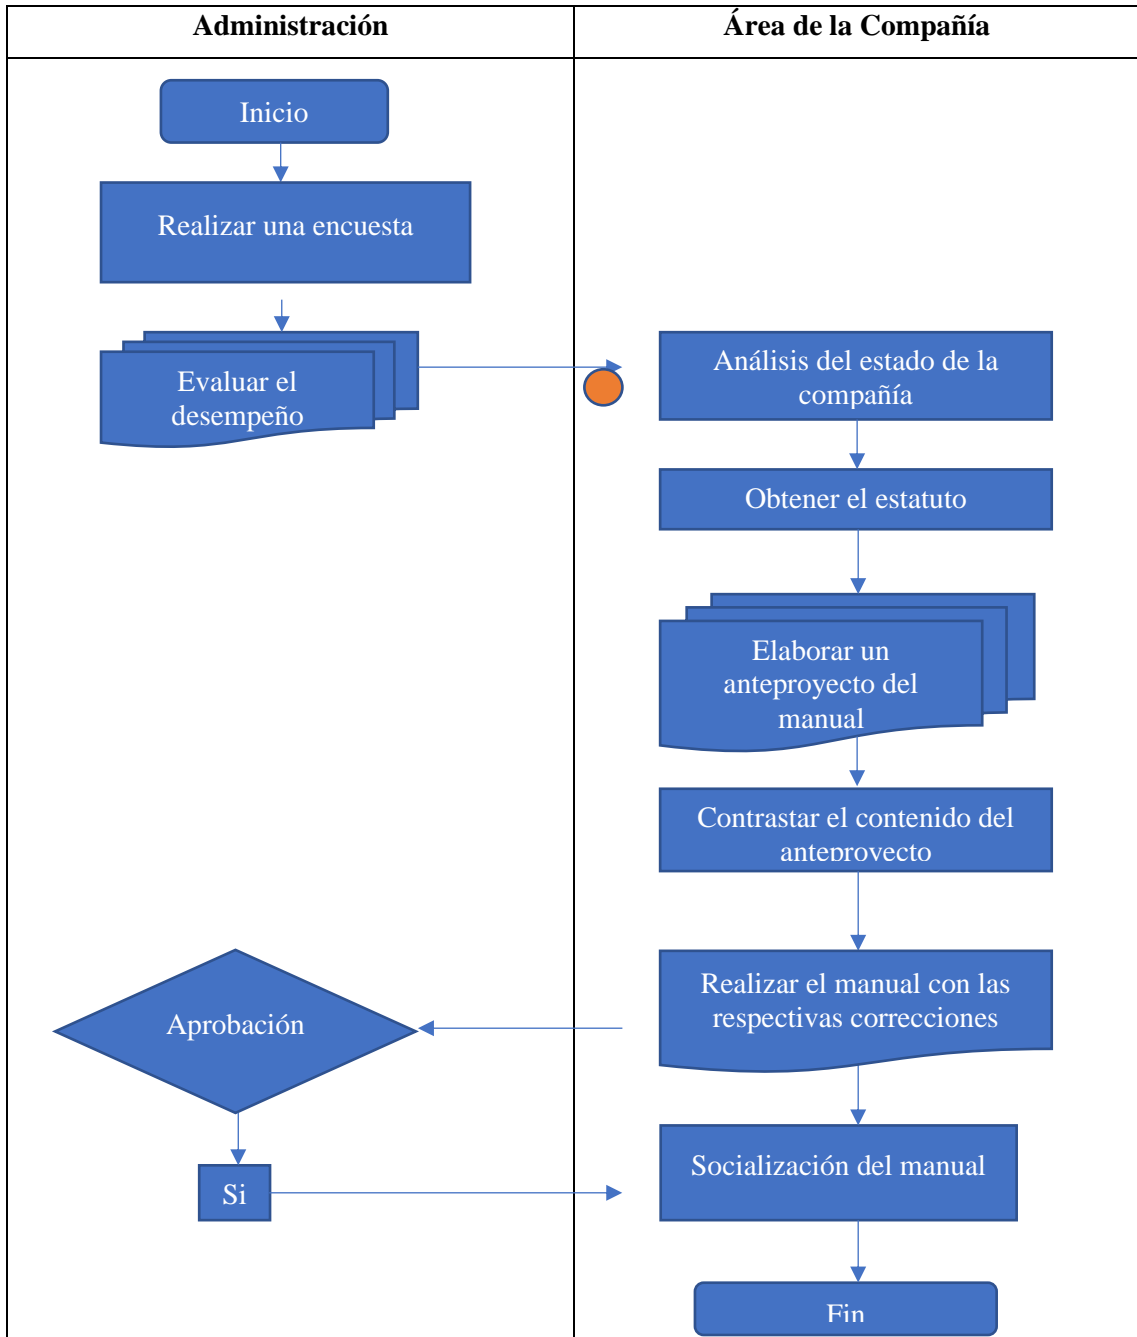 Administración
Área de la Compañía
Inicio
Realizar una encuesta
Evaluar el
desempeño
Análisis del estado de la
compañía
Obtener el estatuto
Elaborar un
anteproyecto del
manual
Contrastar el contenido del
anteproyecto
Realizar el manual con las
respectivas correcciones
Aprobación
Socialización del manual
Si
Fin